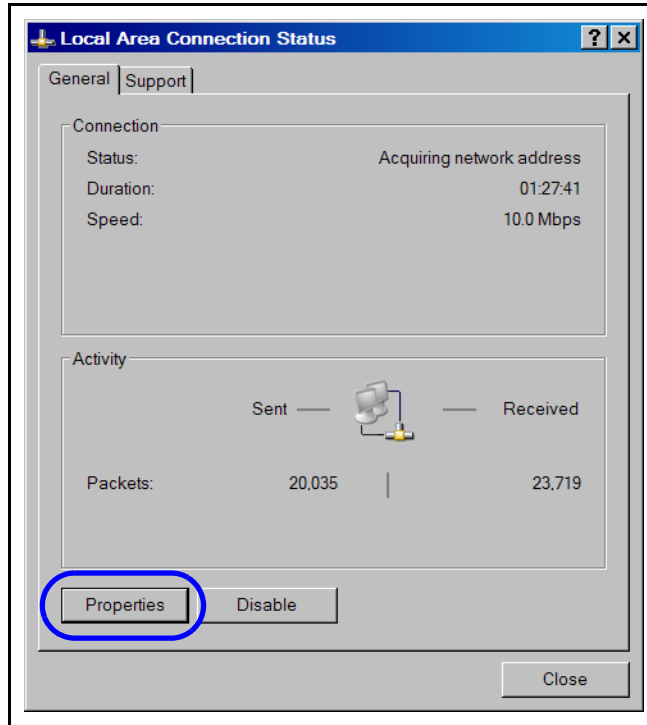 Local Area Connection Status
General Support
Connection
Status: Acquiring network address
Duration: 01:27:41
Speed: 10.0 Mbps
Activity
Sent Received
Packets: 20,035 23,719
Properties Disable
Close